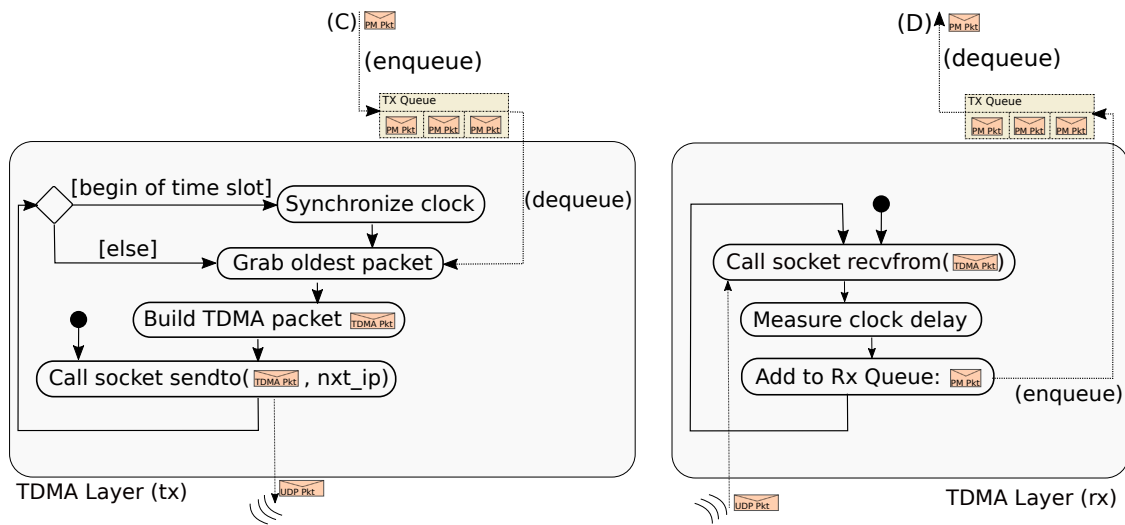 (C) PM Pkt
(enqueue)
TX Queue
PM Pkt PM Pkt PM Pkt
[begin of time slot]
Synchronize clock
(dequeue)
[else]
Grab oldest packet
Build TDMA packet TDMA Pkt
Call socket sendto( TDMA Pkt , nxt_ip)
TDMA Layer (tx)
UDP Pkt
(D) PM Pkt
(dequeue)
TX Queue
PM Pkt PM Pkt PM Pkt
Call socket recvfrom( TDMA Pkt )
Measure clock delay
Add to Rx Queue: PM Pkt
(enqueue)
UDP Pkt
TDMA Layer (rx)